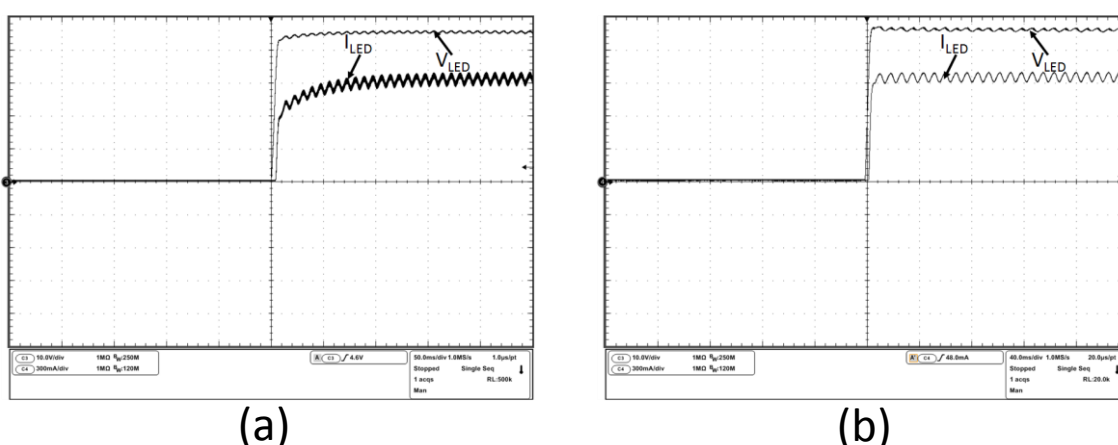 I_LED
V_LED
C3 10.0V/div 1MΩ B_W:250M
C4 300mA/div 1MΩ B_W:120M
A C3 4.6V
50.0ms/div 1.0MS/s 1.0µs/pt
Stopped Single Seq
1 acqs RL:500k
Man
(a)
I_LED
V_LED
C3 10.0V/div 1MΩ B_W:250M
C4 300mA/div 1MΩ B_W:120M
A' C4 48.0mA
40.0ms/div 1.0MS/s 20.0µs/pt
Stopped Single Seq
1 acqs RL:20.0k
Man
(b)